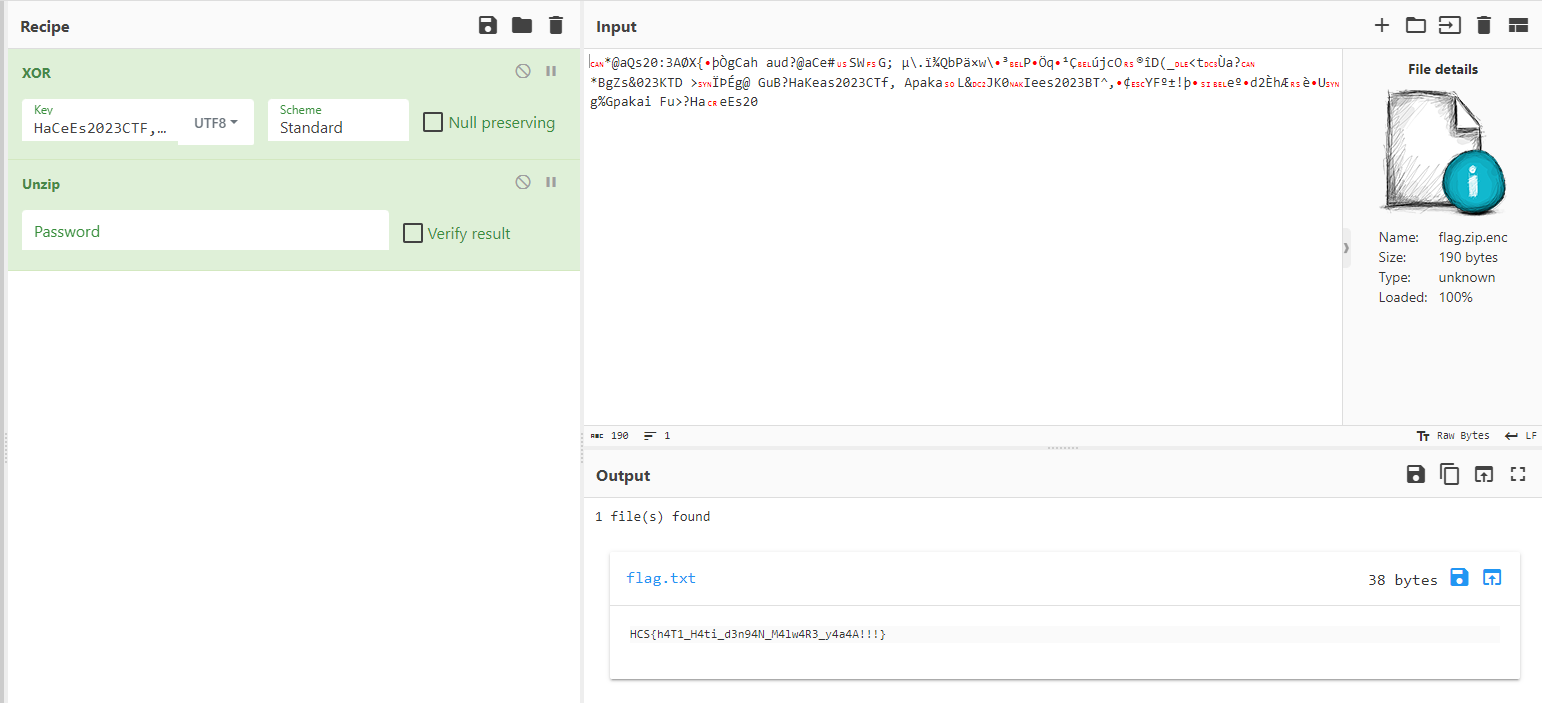 Recipe
XOR
Key
HaCeEs2023CTF,...
UTF8
Scheme
Standard
Null preserving
Unzip
Password
Verify result
Input
CAN*@aQs20:3AØX{•þÒgCah aud?@aCe#USSWFSG; µ\.ï¾QbPä×w\•³BELP•Öq•¹ÇBELújcORS®îD(_DLE<tDC3Ùa?CAN
*BgZs&023KTD >SYNÏÞÉg@ GuB?HaKeas2023CTf, ApakaSOL&DC2JK0NAKIees2023BT^,•¢ESCYFº±!þ•SIBELeº•d2ÈhÆRSè•USYN
g%Gpakai Fu>?HaCReEs20
File details
Name: flag.zip.enc
Size: 190 bytes
Type: unknown
Loaded: 100%
ABC 190 1
Raw Bytes LF
Output
1 file(s) found
flag.txt
38 bytes
HCS{h4T1_H4ti_d3n94N_M4lw4R3_y4a4A!!!}